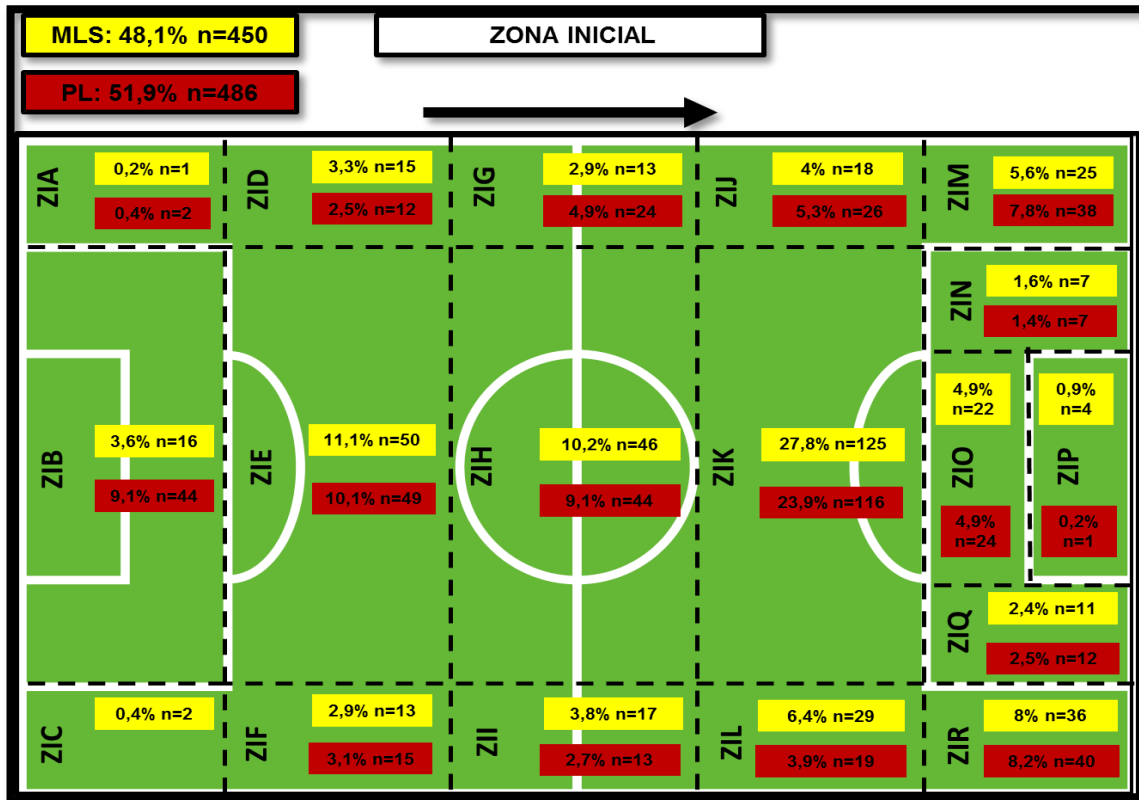 MLS: 48,1% n=450
ZONA INICIAL
PL: 51,9% n=486
ZIA
0,2% n=1
0,4% n=2
ZID
3,3% n=15
2,5% n=12
ZIG
2,9% n=13
4,9% n=24
ZIJ
4% n=18
5,3% n=26
ZIM
5,6% n=25
7,8% n=38
ZIB
3,6% n=16
9,1% n=44
ZIE
11,1% n=50
10,1% n=49
ZIH
10,2% n=46
9,1% n=44
ZIK
27,8% n=125
23,9% n=116
ZIN
1,6% n=7
1,4% n=7
ZIO
4,9%
n=22
4,9%
n=24
ZIP
0,9%
n=4
0,2%
n=1
ZIQ
2,4% n=11
2,5% n=12
ZIC
0,4% n=2
ZIF
2,9% n=13
3,1% n=15
ZII
3,8% n=17
2,7% n=13
ZIL
6,4% n=29
3,9% n=19
ZIR
8% n=36
8,2% n=40